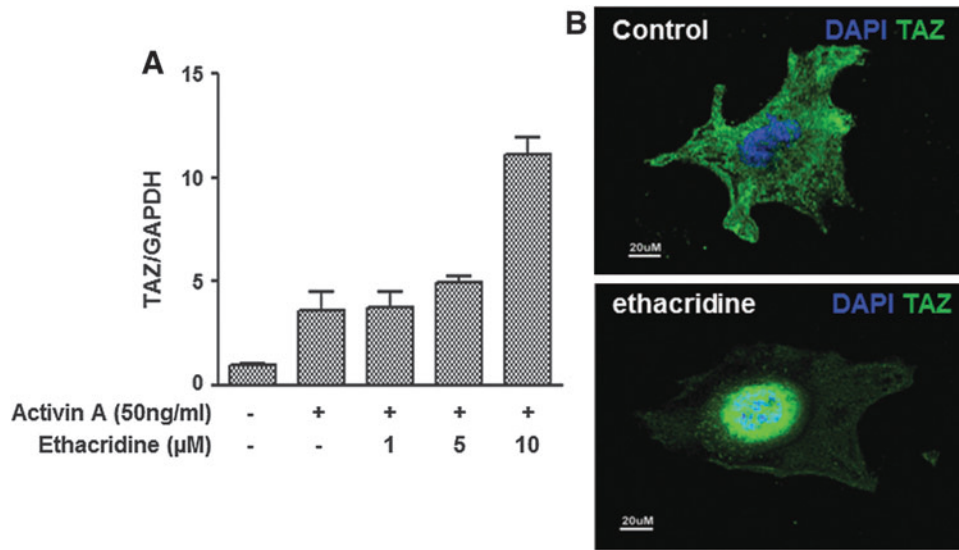 A
15
10
5
0
TAZ/GAPDH
Activin A (50ng/ml) - + + + +
Ethacridine (µM) - - 1 5 10
B
Control DAPI TAZ
20uM
ethacridine DAPI TAZ
20uM